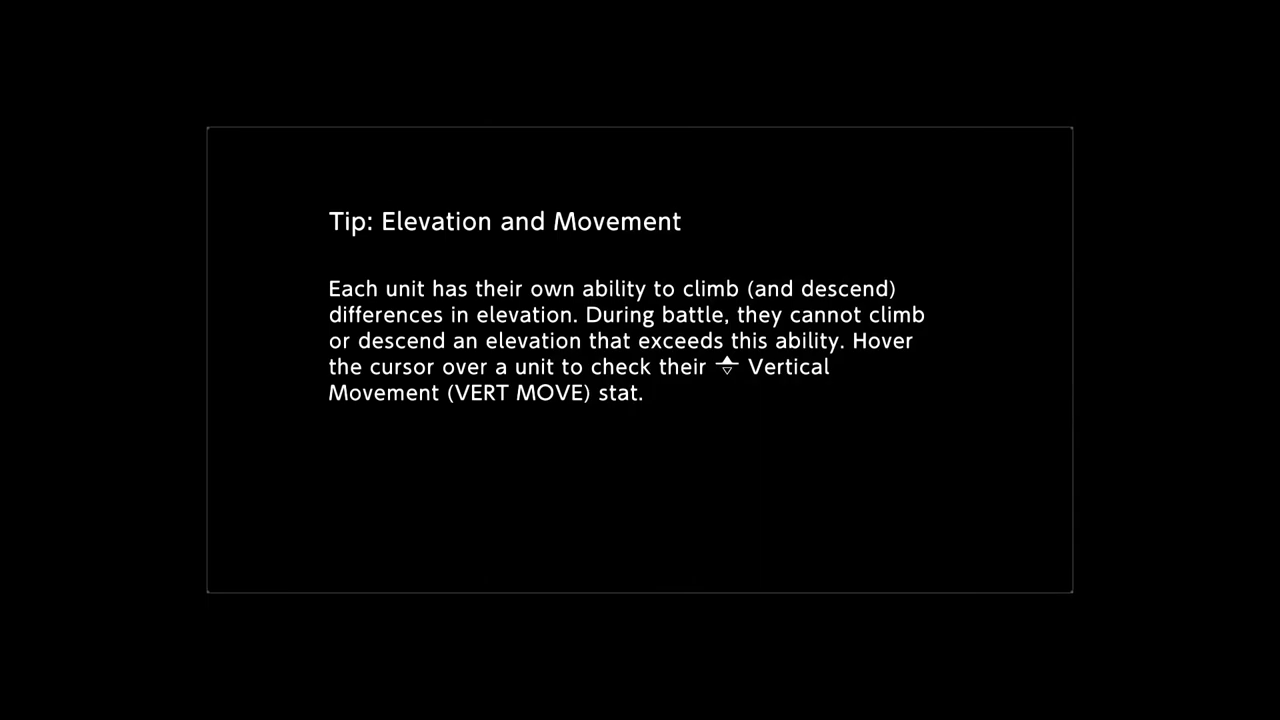 Tip: Elevation and Movement
Each unit has their own ability to climb (and descend)
differences in elevation. During battle, they cannot climb
or descend an elevation that exceeds this ability. Hover
the cursor over a unit to check their Vertical
Movement (VERT MOVE) stat.